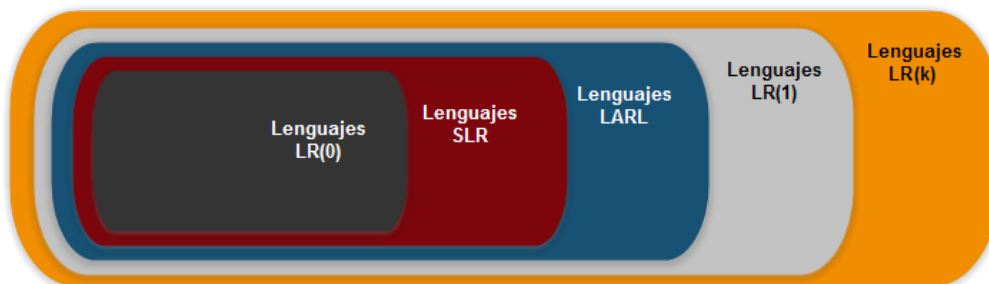 Lenguajes
LR(0)
Lenguajes
SLR
Lenguajes
LARL
Lenguajes
LR(1)
Lenguajes
LR(k)